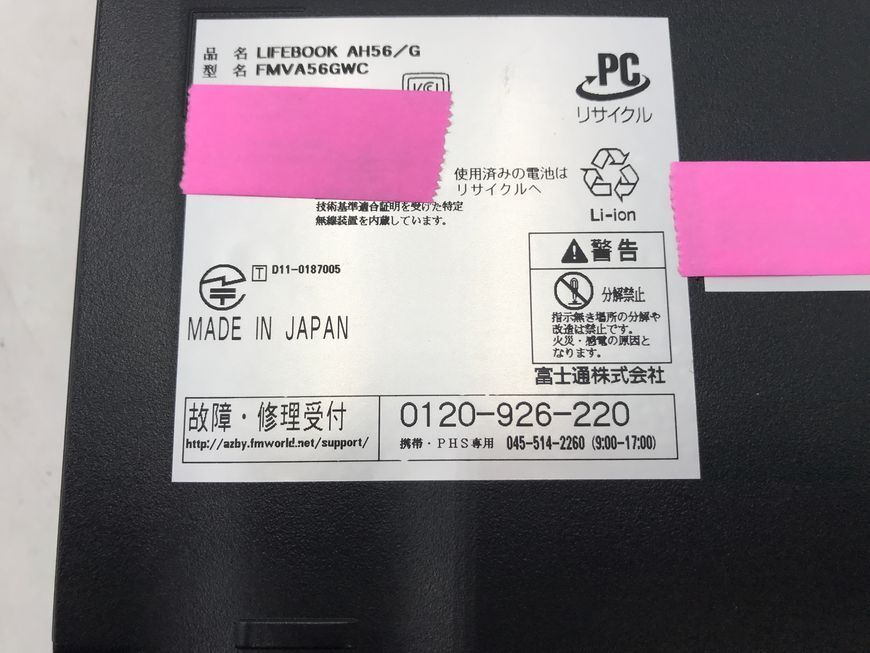 品 名 LIFEBOOK AH56/G
型 名 FMVA56GWC
PC
リサイクル
使用済みの電池は
リサイクルへ
Li-ion
技術基準適合証明を受けた特定
無線装置を内蔵しています。
T D11-0187005
MADE IN JAPAN
警告
分解禁止
指示無き場所の分解や
改造は禁止です。
火災・感電の原因と
なります。
富士通株式会社
故障・修理受付
http://azby.fmworld.net/support/
0120-926-220
携帯・PHS専用 045-514-2260 (9:00-17:00)